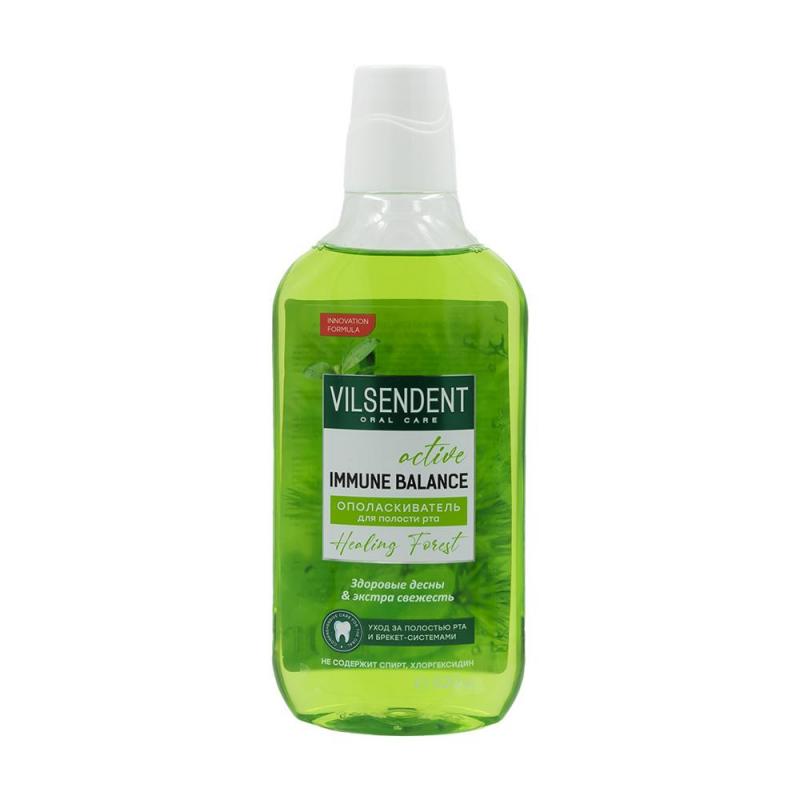 INNOVATION
FORMULA
VILSENDENT
ORAL CARE
active
IMMUNE BALANCE
ОПОЛАСКИВАТЕЛЬ
для полости рта
Healing Forest
Здоровые десны
& экстра свежесть
УХОД ЗА ПОЛОСТЬЮ РТА
И БРЕКЕТ-СИСТЕМАМИ
НЕ СОДЕРЖИТ СПИРТ, ХЛОРГЕКСИДИН